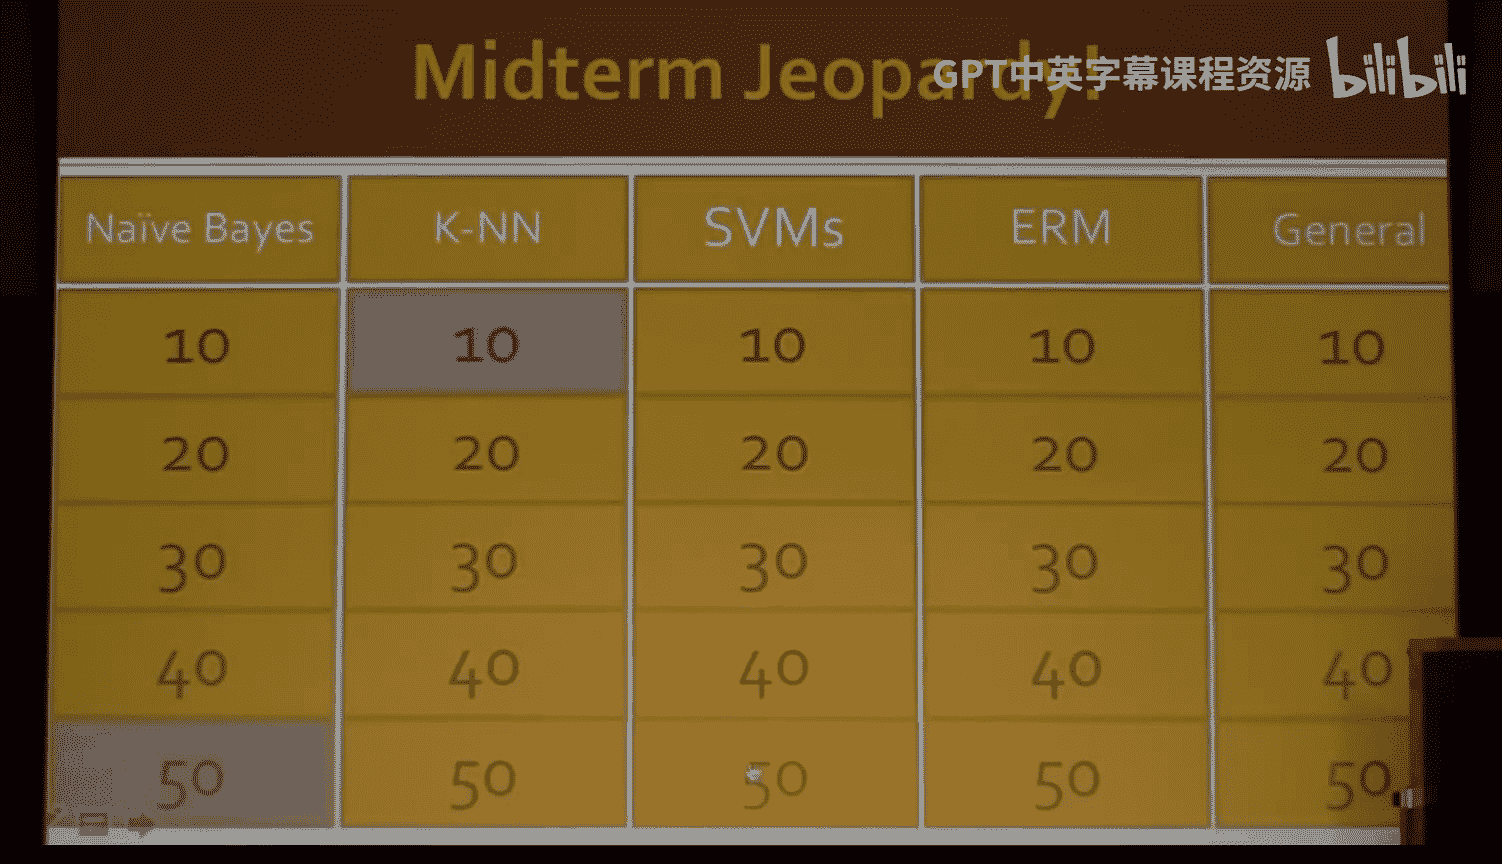 Midterm Jeopardy!
GPT中英字幕课程资源 bilibili
Naïve Bayes K-NN SVMs ERM General
10 10 10 10 10
20 20 20 20 20
30 30 30 30 30
40 40 40 40 40
50 50 50 50 50